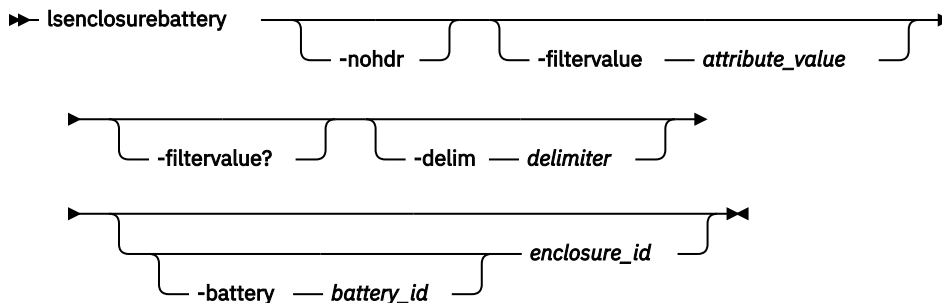 lsenclosurebattery
-nohdr -filtervalue attribute_value
-filtervalue? -delim delimiter
enclosure_id
-battery battery_id